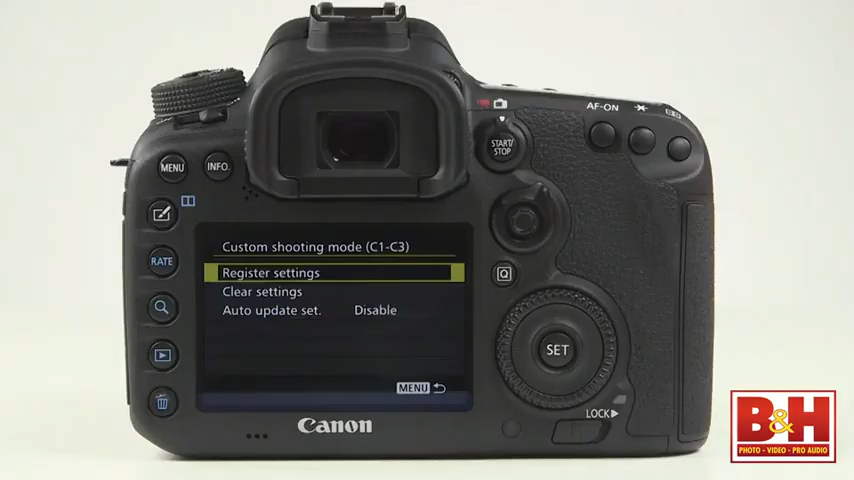 AF-ON
START/
STOP
MENU
INFO.
Custom shooting mode (C1-C3)
RATE
Register settings
Q
Clear settings
Auto update set. Disable
SET
MENU
LOCK
Canon
B&H
PHOTO - VIDEO - PRO AUDIO